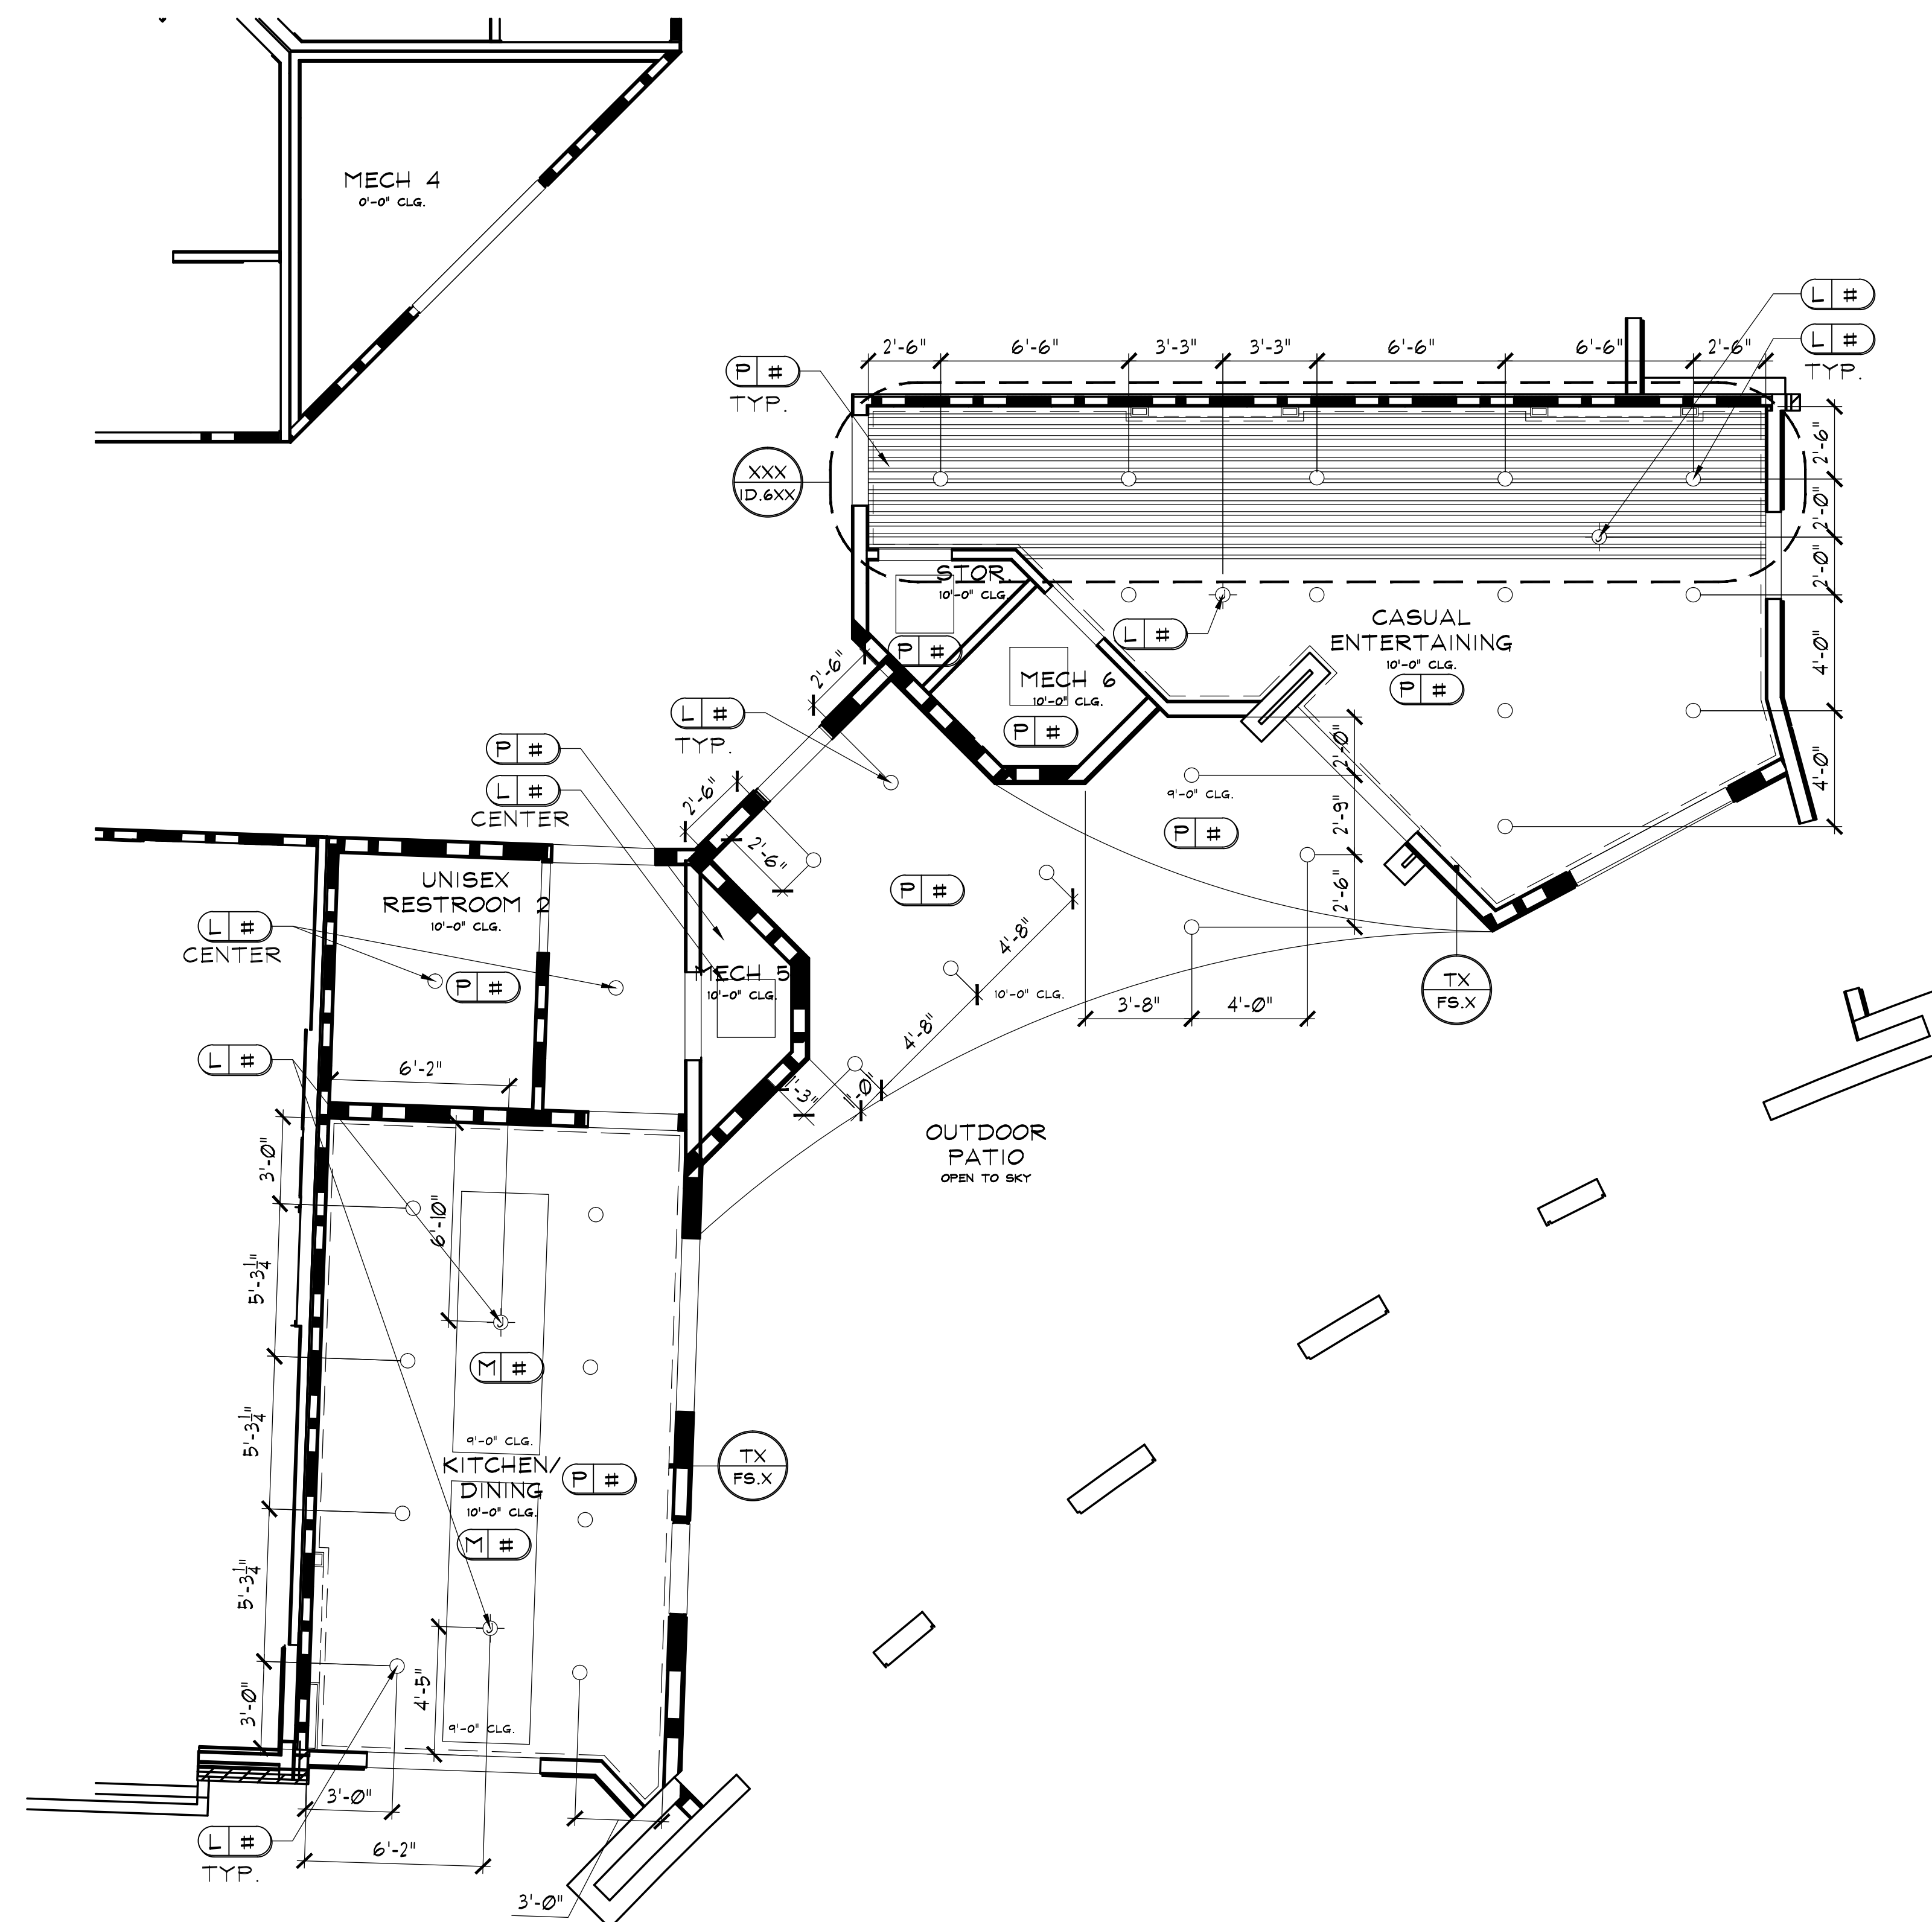 MECH 4
0'-0" CLG.
L #
L #
TYP.
2'-6"
6'-6"
3'-3"
3'-3"
6'-6"
6'-6"
2'-6"
P #
TYP.
XXX
ID.6XX
2'-6"
2'-0"
2'-0"
4'-0"
4'-0"
STOR.
10'-0" CLG.
P #
L #
CASUAL
ENTERTAINING
10'-0" CLG.
P #
MECH 6
10'-0" CLG.
P #
2'-6"
L #
TYP.
P #
L #
CENTER
2'-6"
2'-6"
2'-0"
2'-9"
2'-6"
9'-0" CLG.
P #
P #
UNISEX
RESTROOM 2
10'-0" CLG.
P #
L #
CENTER
MECH 5
10'-0" CLG.
4'-8"
10'-0" CLG.
4'-8"
3'-8"
4'-0"
TX
FS.X
L #
6'-2"
1'-3"
1'-0"
OUTDOOR
PATIO
OPEN TO SKY
3'-0"
6'-10"
5'-3 1/4"
M #
5'-3 1/4"
9'-0" CLG.
KITCHEN/
DINING
10'-0" CLG.
P #
TX
FS.X
M #
5'-3 1/4"
4'-5"
3'-0"
9'-0" CLG.
3'-0"
L #
TYP.
6'-2"
3'-0"